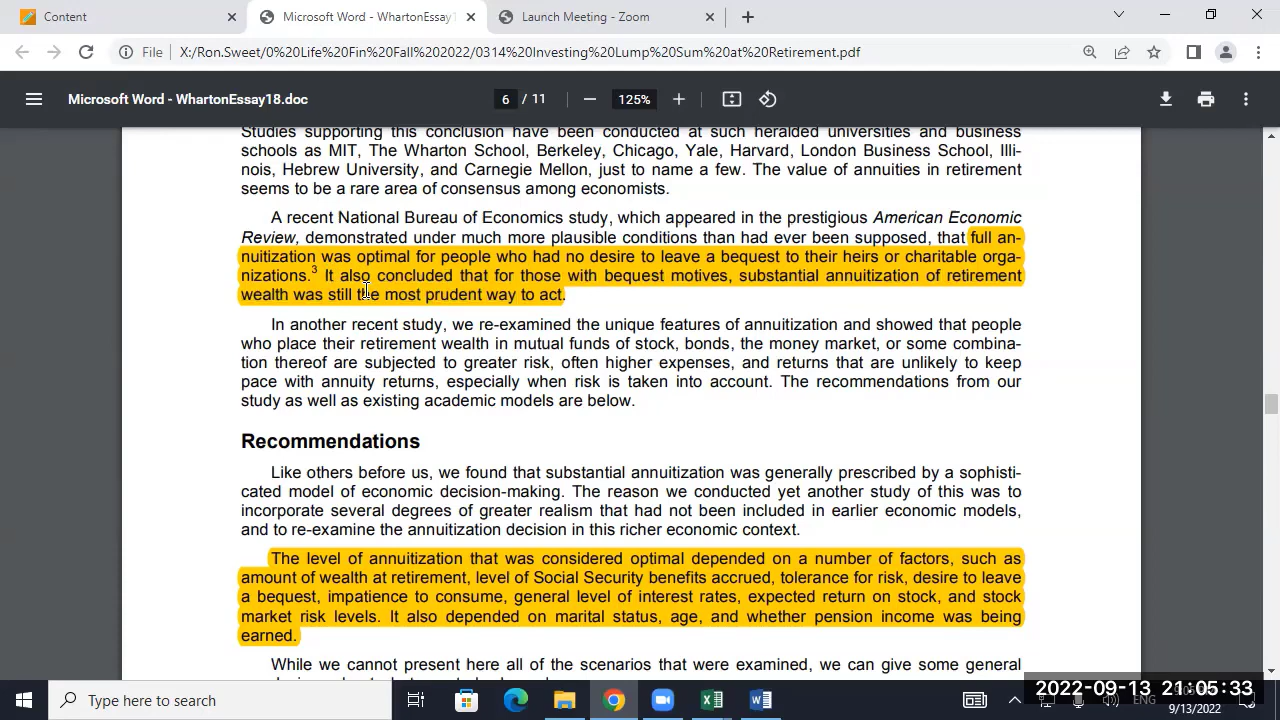 Content
Microsoft Word - WhartonEssay1
Launch Meeting - Zoom
File
X:/Ron.Sweet/0%20Life%20Fin%20Fall%202022/0314%20Investing%20Lump%20Sum%20at%20Retirement.pdf
Microsoft Word - WhartonEssay18.doc
6 / 11
125%
Studies supporting this conclusion have been conducted at such heralded universities and business
schools as MIT, The Wharton School, Berkeley, Chicago, Yale, Harvard, London Business School, Illi-
nois, Hebrew University, and Carnegie Mellon, just to name a few. The value of annuities in retirement
seems to be a rare area of consensus among economists.
A recent National Bureau of Economics study, which appeared in the prestigious American Economic
Review, demonstrated under much more plausible conditions than had ever been supposed, that full an-
nuitization was optimal for people who had no desire to leave a bequest to their heirs or charitable orga-
nizations.3 It also concluded that for those with bequest motives, substantial annuitization of retirement
wealth was still the most prudent way to act.
In another recent study, we re-examined the unique features of annuitization and showed that people
who place their retirement wealth in mutual funds of stock, bonds, the money market, or some combina-
tion thereof are subjected to greater risk, often higher expenses, and returns that are unlikely to keep
pace with annuity returns, especially when risk is taken into account. The recommendations from our
study as well as existing academic models are below.
Recommendations
Like others before us, we found that substantial annuitization was generally prescribed by a sophisti-
cated model of economic decision-making. The reason we conducted yet another study of this was to
incorporate several degrees of greater realism that had not been included in earlier economic models,
and to re-examine the annuitization decision in this richer economic context.
The level of annuitization that was considered optimal depended on a number of factors, such as
amount of wealth at retirement, level of Social Security benefits accrued, tolerance for risk, desire to leave
a bequest, impatience to consume, general level of interest rates, expected return on stock, and stock
market risk levels. It also depended on marital status, age, and whether pension income was being
earned.
While we cannot present here all of the scenarios that were examined, we can give some general
Type here to search
ENG
2022-09-13 21:05:33
9/13/2022